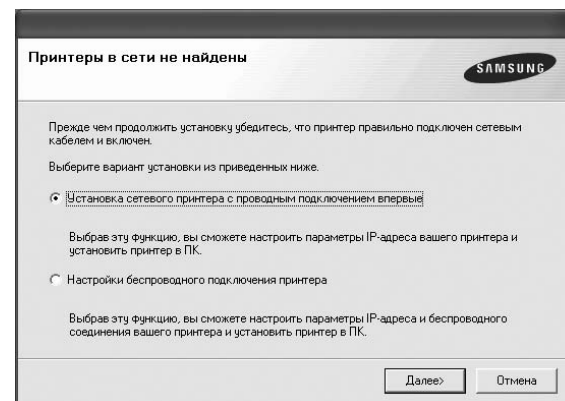 Принтеры в сети не найдены
SAMSUNG
Прежде чем продолжить установку убедитесь, что принтер правильно подключен сетевым
кабелем и включен.
Выберите вариант установки из приведенных ниже.
Установка сетевого принтера с проводным подключением впервые
Выбрав эту функцию, вы сможете настроить параметры IP-адреса вашего принтера и
установить принтер в ПК.
Настройки беспроводного подключения принтера
Выбрав эту функцию, вы сможете настроить параметры IP-адреса и беспроводного
соединения вашего принтера и установить принтер в ПК.
Далее>
Отмена